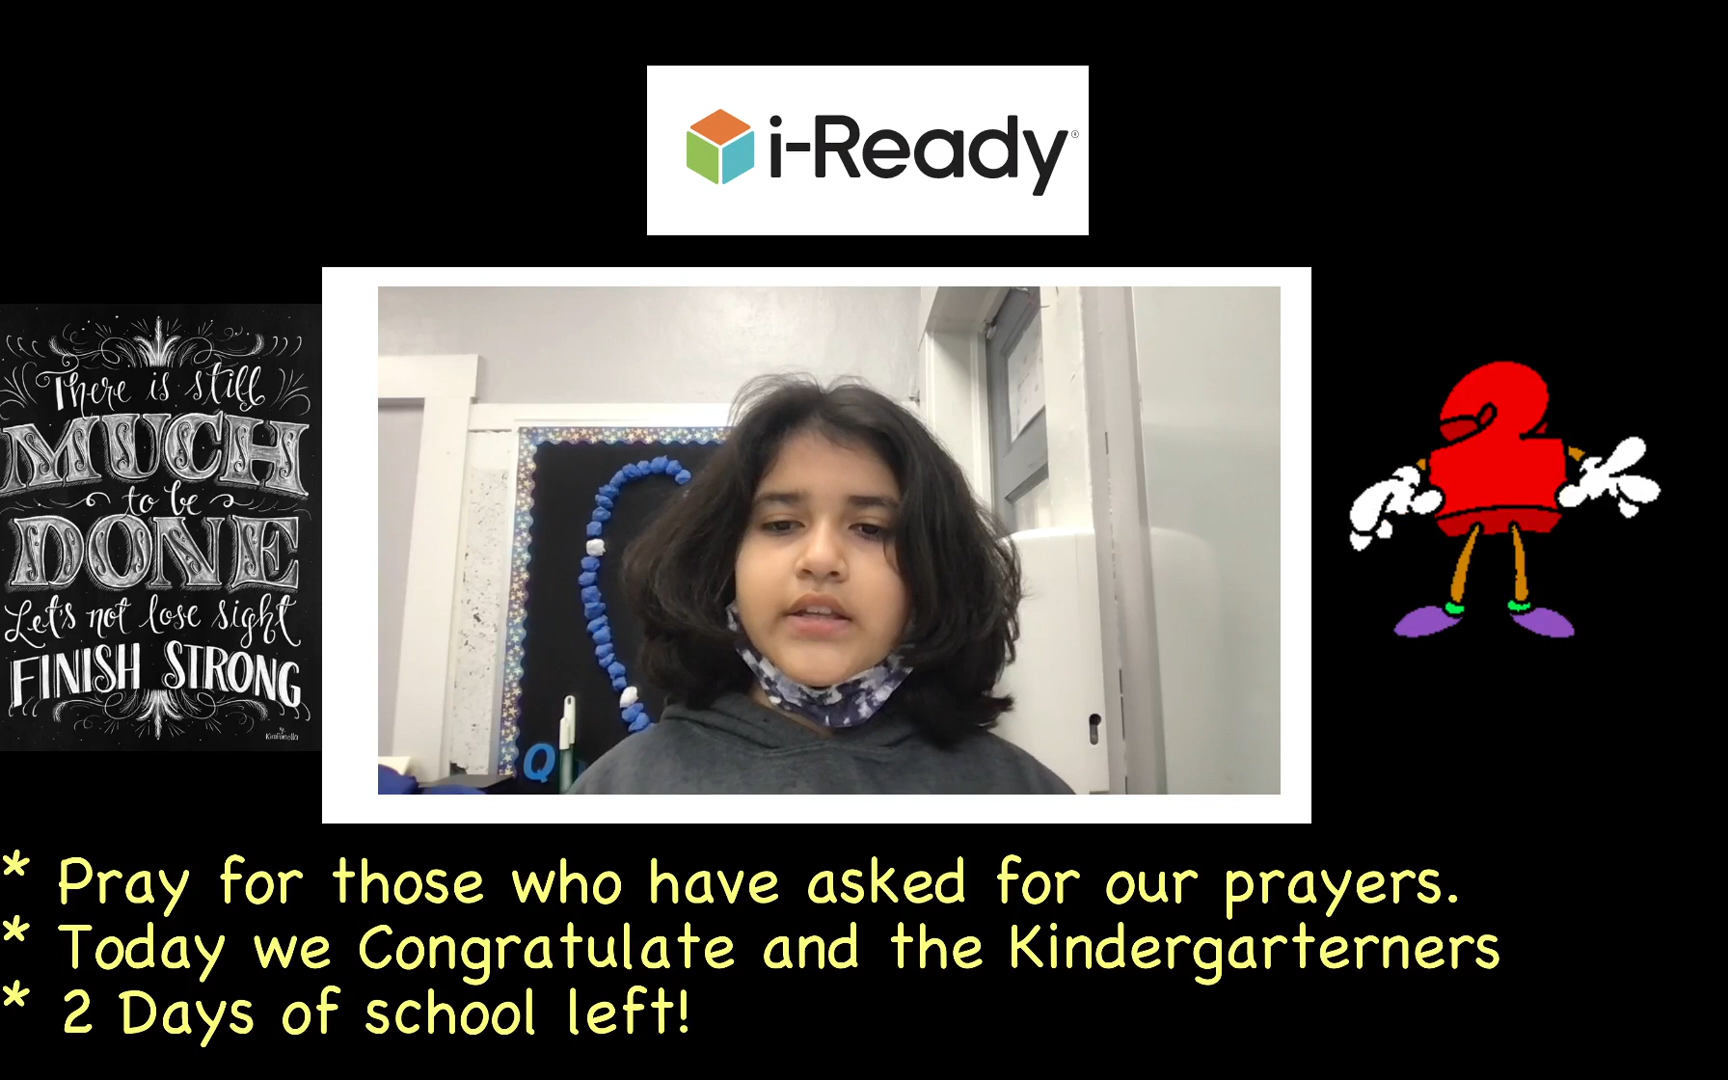 i-Ready®
There is still
MUCH
to be
DONE
Let's not lose sight
FINISH STRONG
Q
* Pray for those who have asked for our prayers.
* Today we Congratulate and the Kindergarterners
* 2 Days of school left!